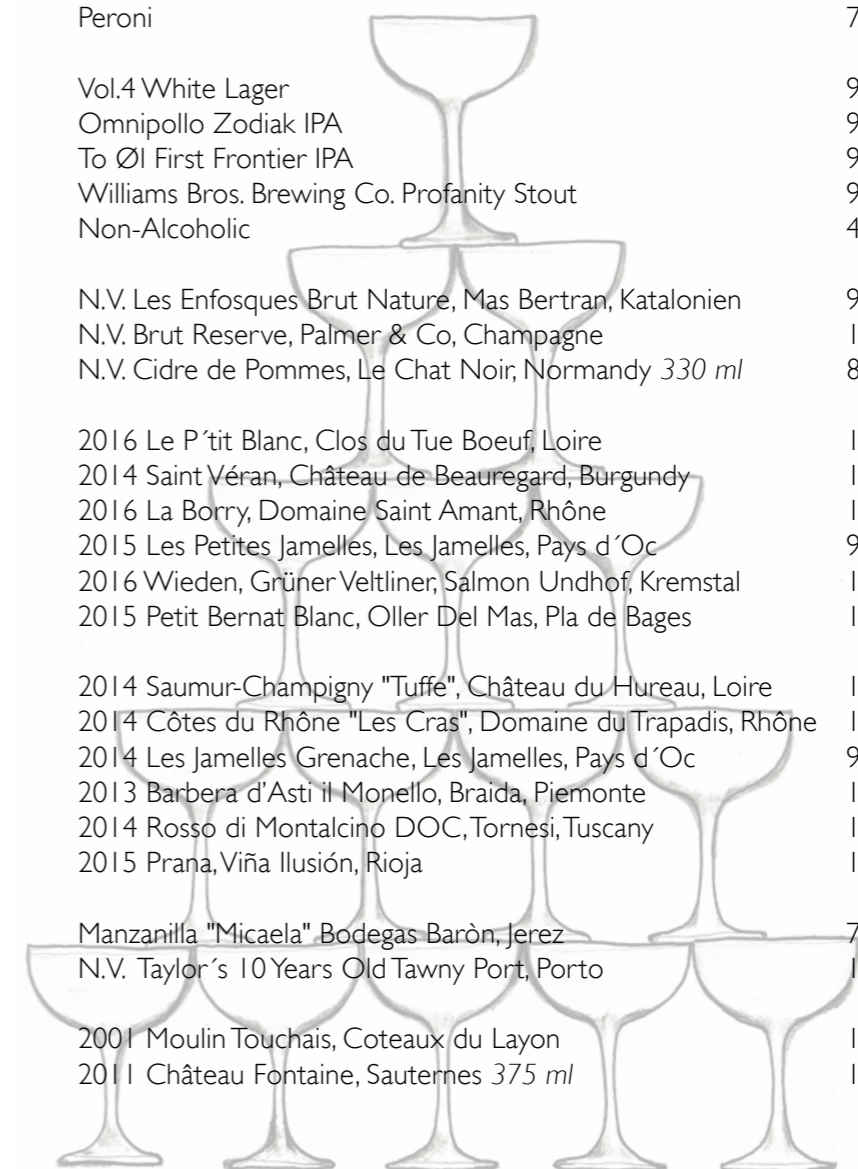 Peroni 7
Vol.4 White Lager 9
Omnipollo Zodiak IPA 9
To Øl First Frontier IPA 9
Williams Bros. Brewing Co. Profanity Stout 9
Non-Alcoholic 4
N.V. Les Enfosques Brut Nature, Mas Bertran, Katalonien 9
N.V. Brut Reserve, Palmer & Co, Champagne 1
N.V. Cidre de Pommes, Le Chat Noir, Normandy 330 ml 8
2016 Le P´tit Blanc, Clos du Tue Boeuf, Loire 1
2014 Saint Véran, Château de Beauregard, Burgundy 1
2016 La Borry, Domaine Saint Amant, Rhône 1
2015 Les Petites Jamelles, Les Jamelles, Pays d´Oc 9
2016 Wieden, Grüner Veltliner, Salmon Undhof, Kremstal 1
2015 Petit Bernat Blanc, Oller Del Mas, Pla de Bages 1
2014 Saumur-Champigny "Tuffe", Château du Hureau, Loire 1
2014 Côtes du Rhône "Les Cras", Domaine du Trapadis, Rhône 1
2014 Les Jamelles Grenache, Les Jamelles, Pays d´Oc 9
2013 Barbera d’Asti il Monello, Braida, Piemonte 1
2014 Rosso di Montalcino DOC, Tornesi, Tuscany 1
2015 Prana, Viña Ilusión, Rioja 1
Manzanilla "Micaela" Bodegas Baròn, Jerez 7
N.V. Taylor´s 10 Years Old Tawny Port, Porto 1
2001 Moulin Touchais, Coteaux du Layon 1
2011 Château Fontaine, Sauternes 375 ml 1